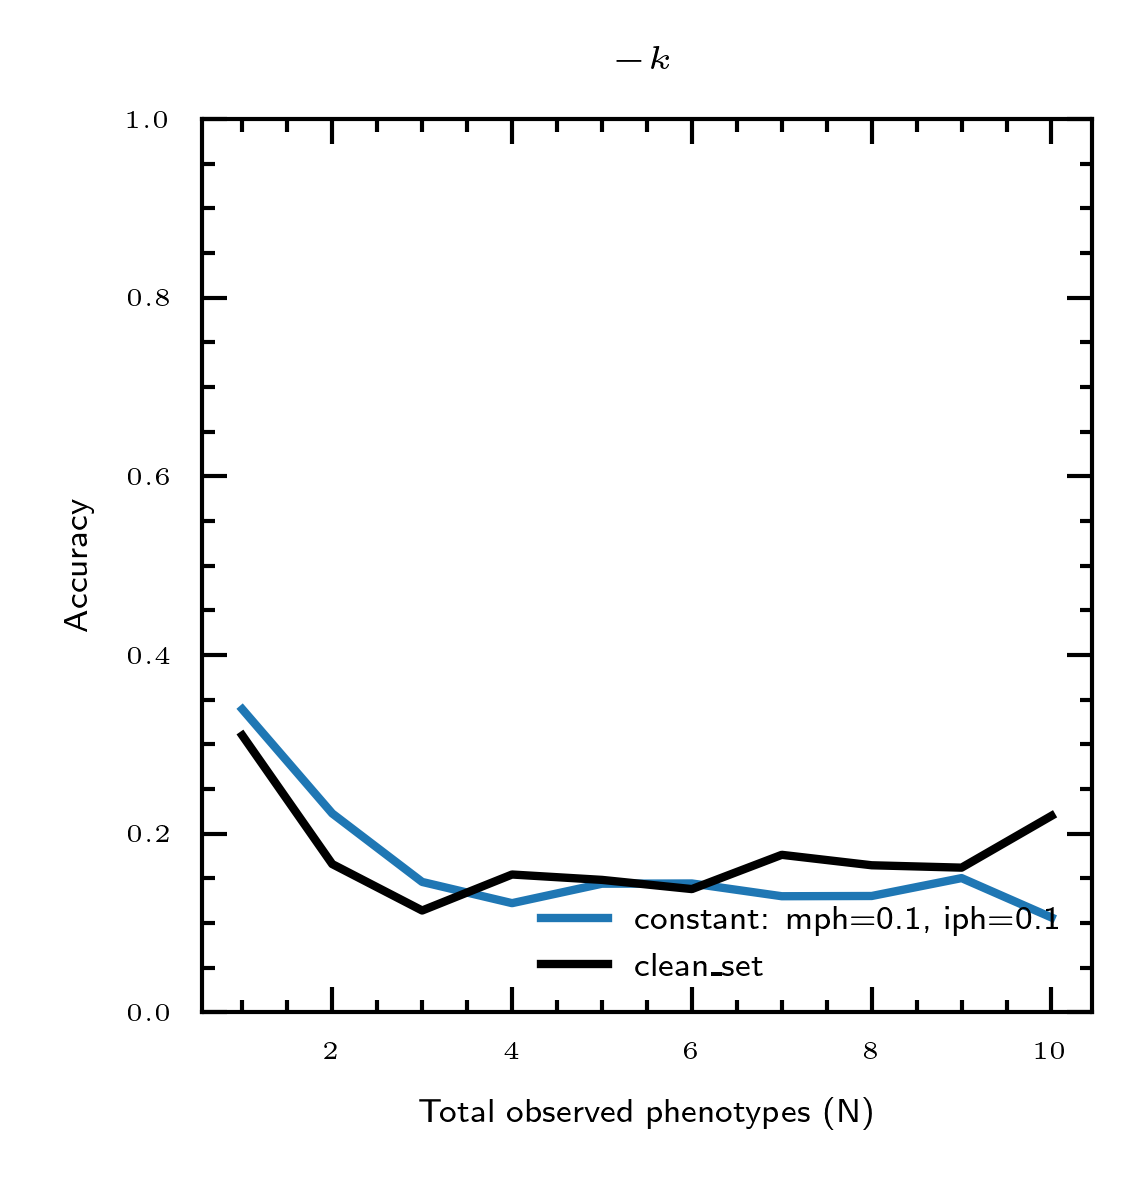 − k
1.0
0.8
0.6
0.4
0.2
0.0
Accuracy
constant: mph=0.1, iph=0.1
clean_set
2 4 6 8 10
Total observed phenotypes (N)